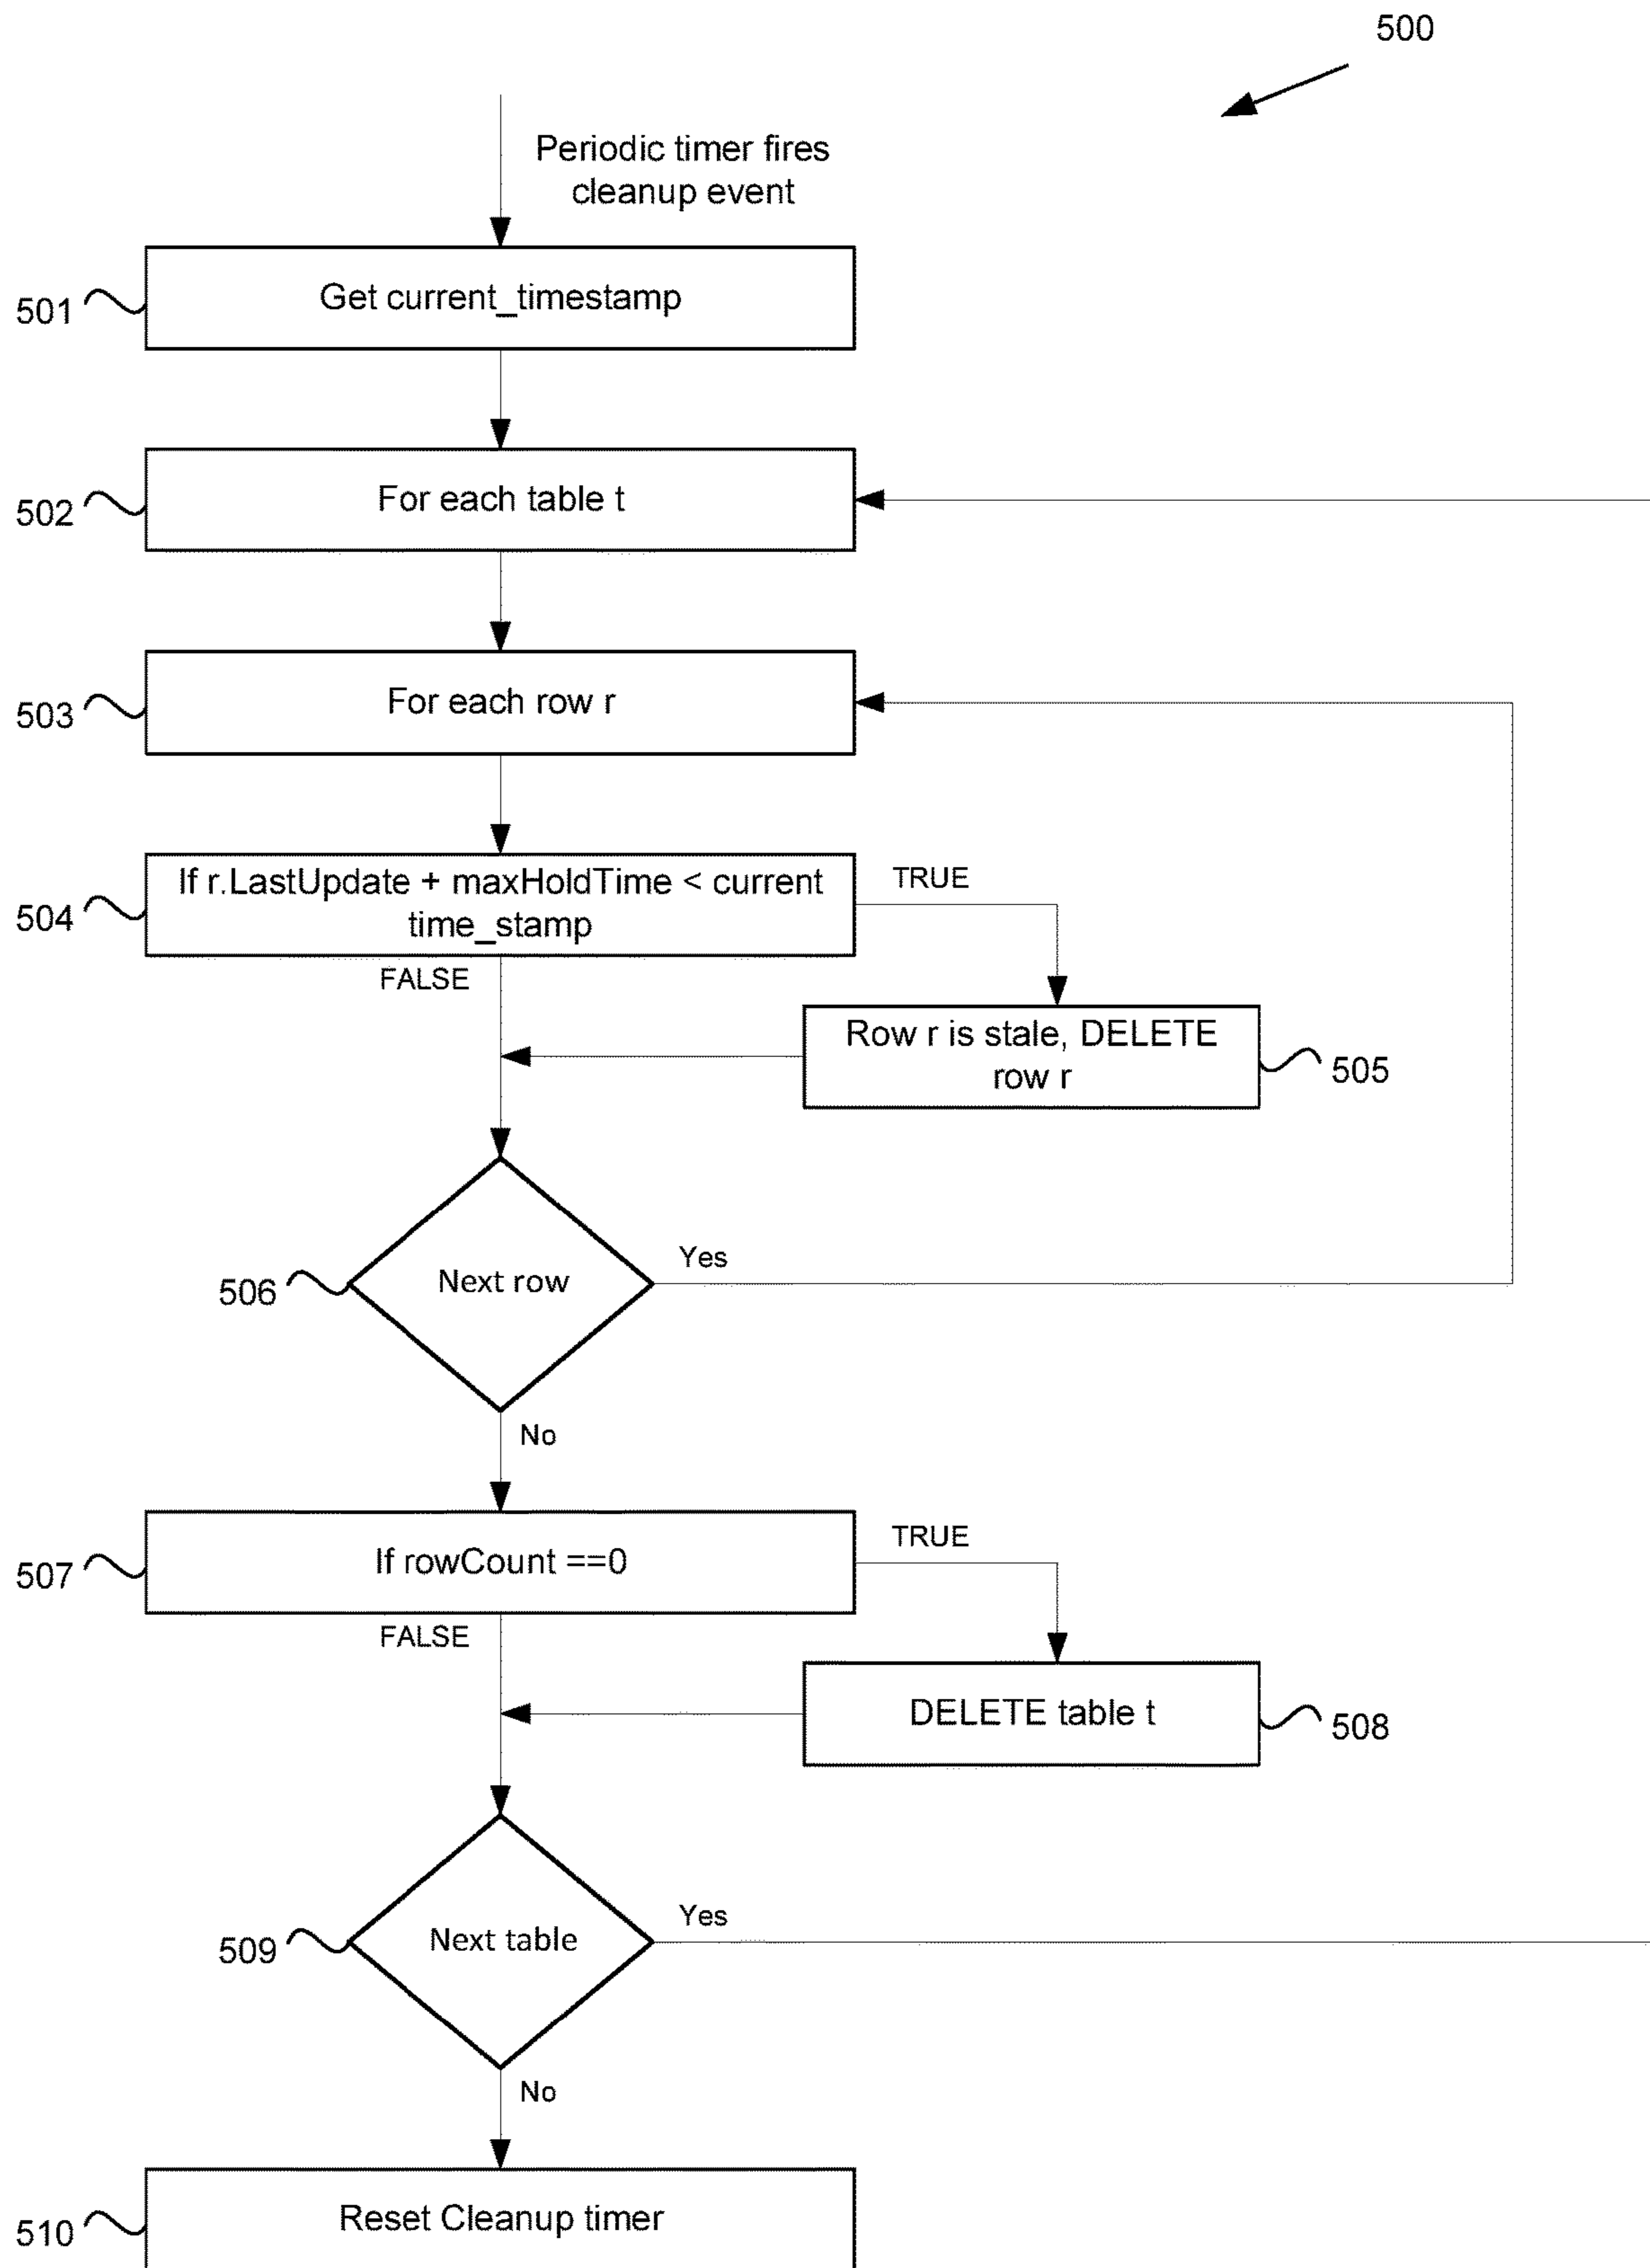 500
Periodic timer fires
cleanup event
501
Get current_timestamp
502
For each table t
503
For each row r
504
If r.LastUpdate + maxHoldTime < current
time_stamp
TRUE
FALSE
Row r is stale, DELETE
row r
505
506
Next row
Yes
No
507
If rowCount ==0
TRUE
FALSE
DELETE table t
508
509
Next table
Yes
No
510
Reset Cleanup timer